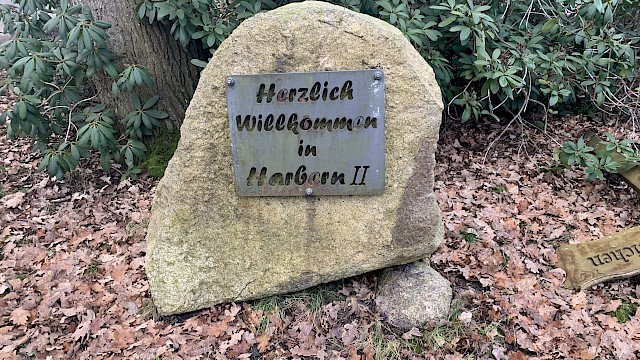 Herzlich
Willkommen
in
Harbern II